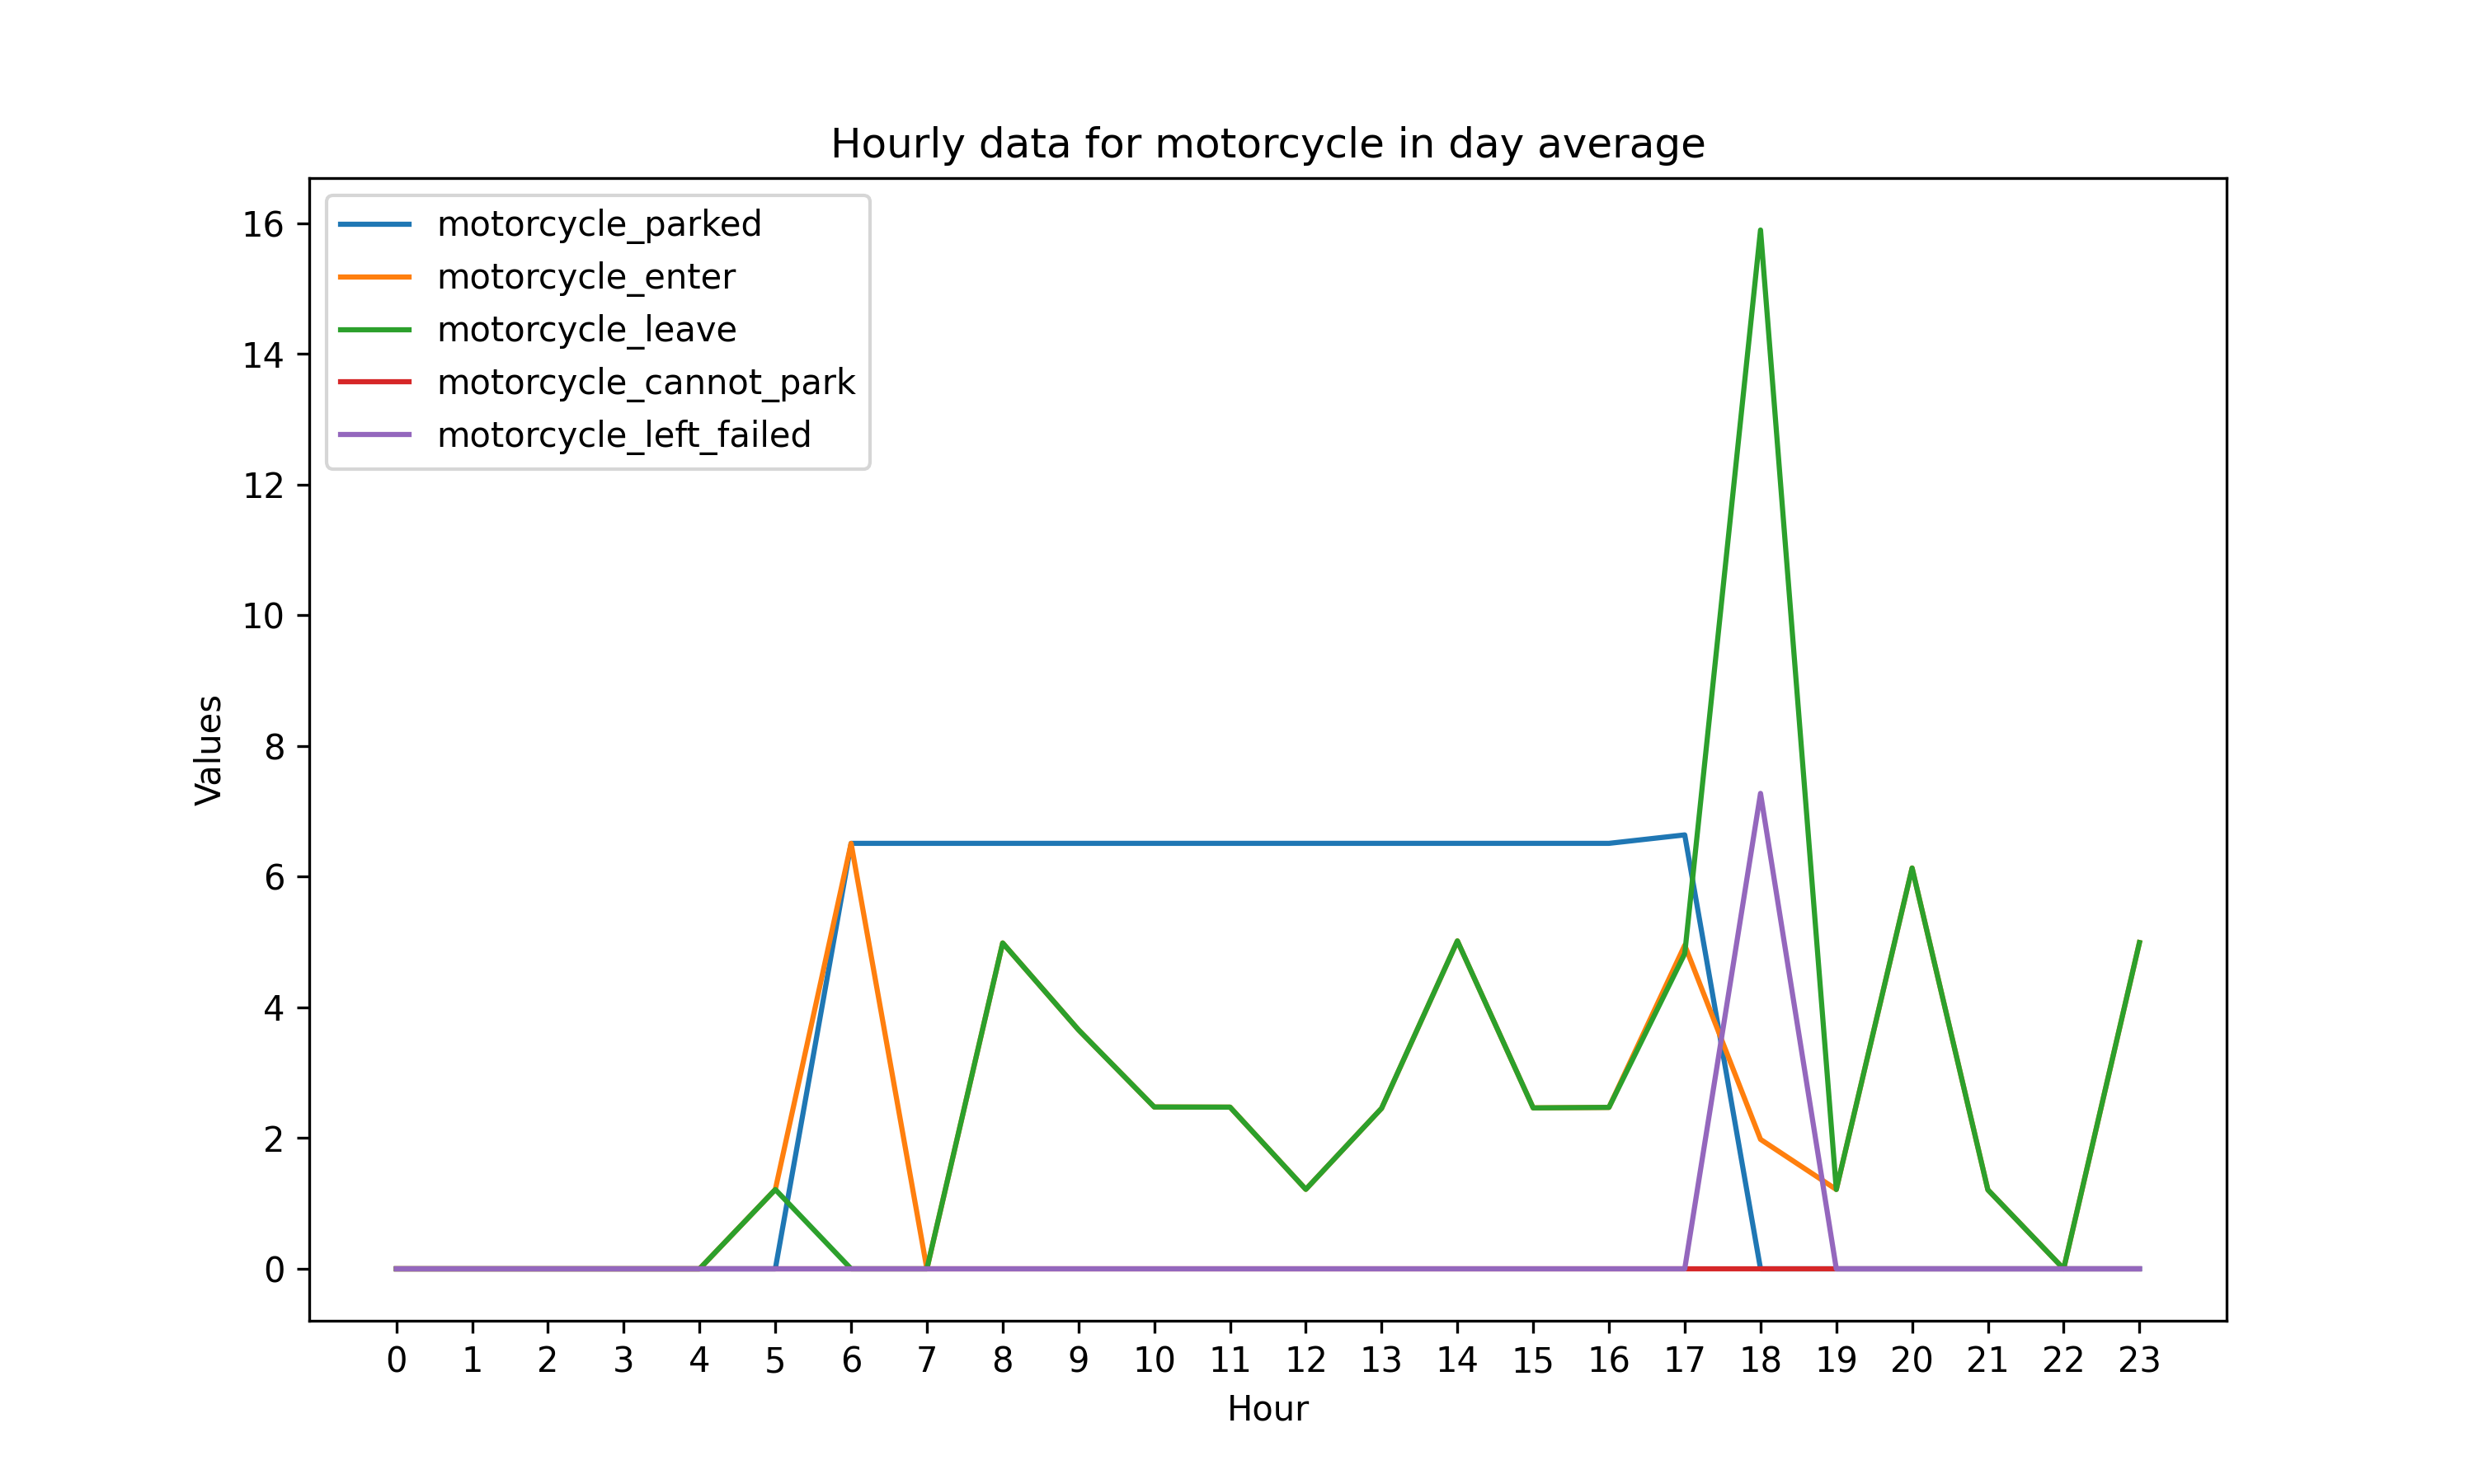 Hourly data for motorcycle in day average
motorcycle_parked
motorcycle_enter
motorcycle_leave
motorcycle_cannot_park
motorcycle_left_failed
16
14
12
10
8
6
4
2
0
Values
0 1 2 3 4 5 6 7 8 9 10 11 12 13 14 15 16 17 18 19 20 21 22 23
Hour